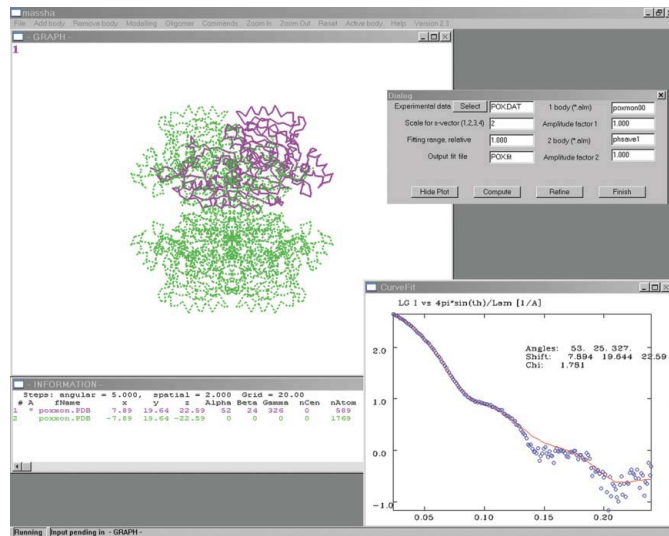 massha
File Add body Remove body Modelling Oligomer Comments Zoom In Zoom Out Reset Active body Help Version 2.3
- GRAPH -
1
Dialog
Experimental data Select POX.DAT 1 body (*.alm) poxmon00
Scale for s-vector (1,2,3,4) 2 Amplitude factor 1 1.000
Fitting range, relative 1.000 2 body (*.alm) phsave1
Output fit file POX.fit Amplitude factor 2 1.000
Hide Plot Compute Refine Finish
CurveFit
LG I vs 4pi*sin(th)/Lam [1/A]
Angles: 53. 25. 327.
Shift: 7.894 19.644 22.59
Chi: 1.781
2.0
1.0
0.0
-1.0
0.05 0.10 0.15 0.20
- INFORMATION -
Steps: angular = 5.000, spatial = 2.000 Grid = 20.00
# A fName x y z Alpha Beta Gamma nCen nAtom
1 * poxmon.PDB 7.89 19.64 22.59 52 24 326 0 589
2 poxmon.PDB -7.89 19.64 -22.59 0 0 0 0 1769
Running Input pending in - GRAPH -